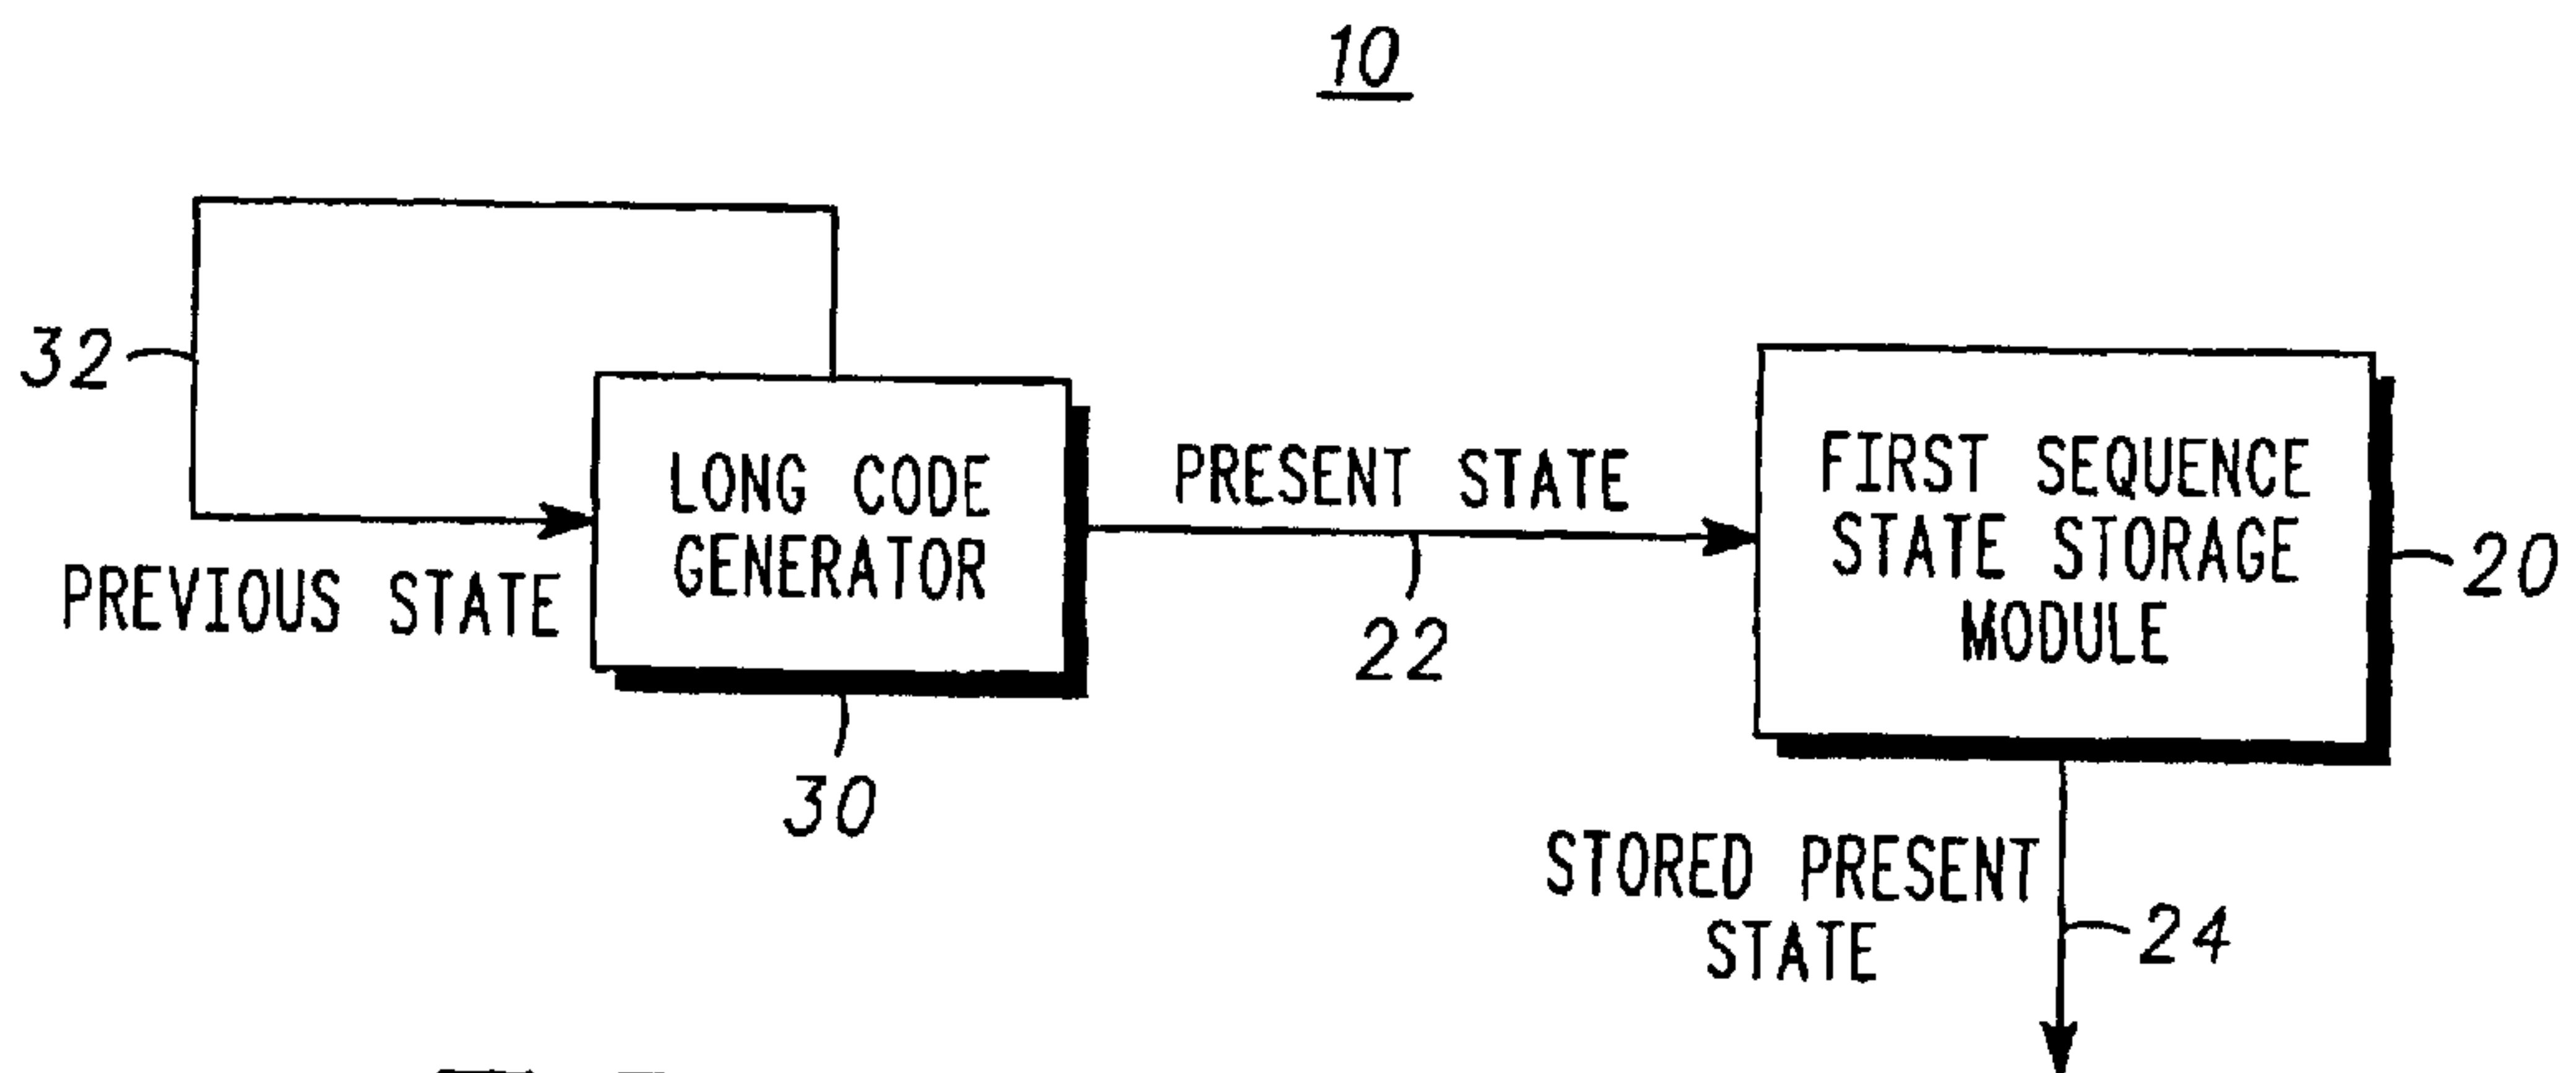 10
32
LONG CODE
GENERATOR
PREVIOUS STATE
30
PRESENT STATE
22
FIRST SEQUENCE
STATE STORAGE
MODULE
20
STORED PRESENT
STATE
24